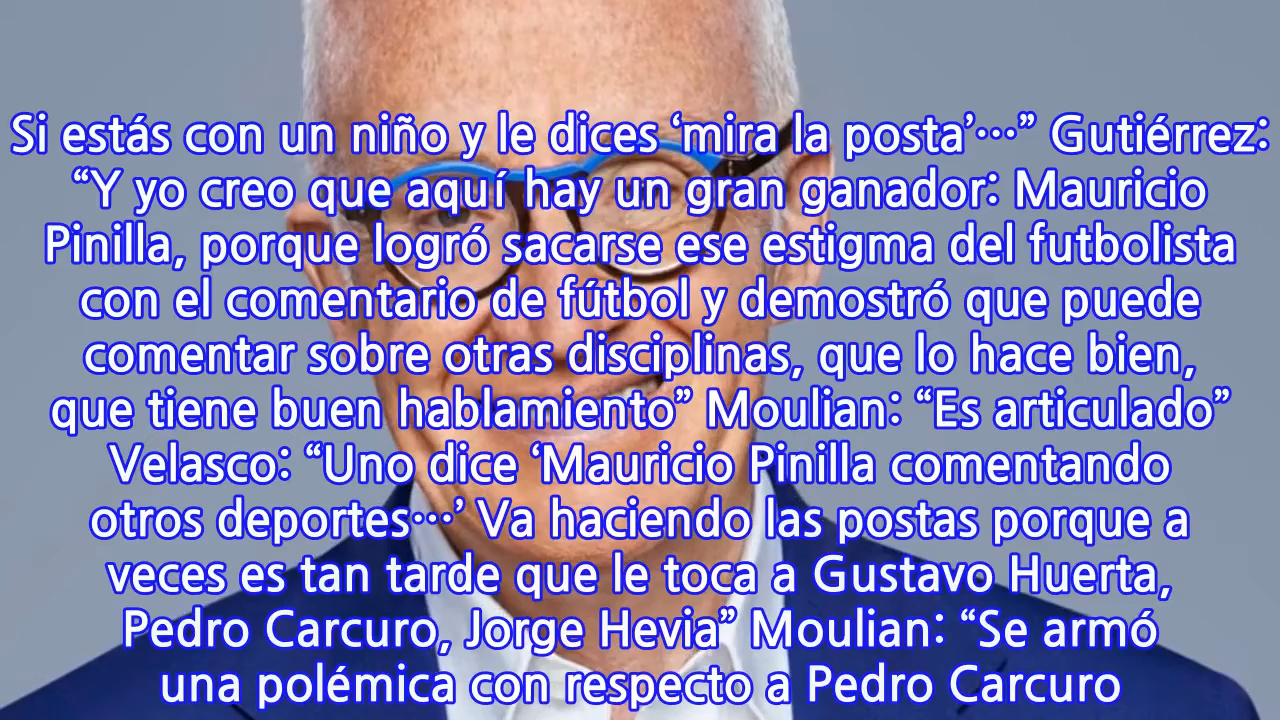 Si estás con un niño y le dices ‘mira la posta’…” Gutiérrez:
“Y yo creo que aquí hay un gran ganador: Mauricio
Pinilla, porque logró sacarse ese estigma del futbolista
con el comentario de fútbol y demostró que puede
comentar sobre otras disciplinas, que lo hace bien,
que tiene buen hablamiento” Moulian: “Es articulado”
Velasco: “Uno dice ‘Mauricio Pinilla comentando
otros deportes…’ Va haciendo las postas porque a
veces es tan tarde que le toca a Gustavo Huerta,
Pedro Carcuro, Jorge Hevia” Moulian: “Se armó
una polémica con respecto a Pedro Carcuro